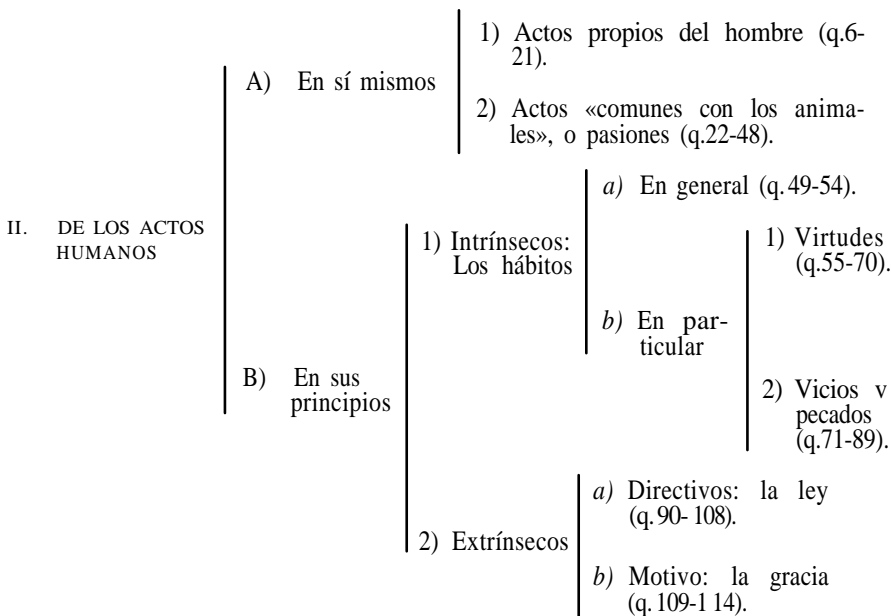 II. DE LOS ACTOS
HUMANOS
A) En sí mismos
1) Actos propios del hombre (q.6-
21).
2) Actos «comunes con los anima-
les», o pasiones (q.22-48).
B) En sus
principios
1) Intrínsecos:
Los hábitos
a) En general (q.49-54).
b) En par-
ticular
1) Virtudes
(q.55-70).
2) Vicios v
pecados
(q.71-89).
2) Extrínsecos
a) Directivos: la ley
(q.90-108).
b) Motivo: la gracia
(q.109-114).